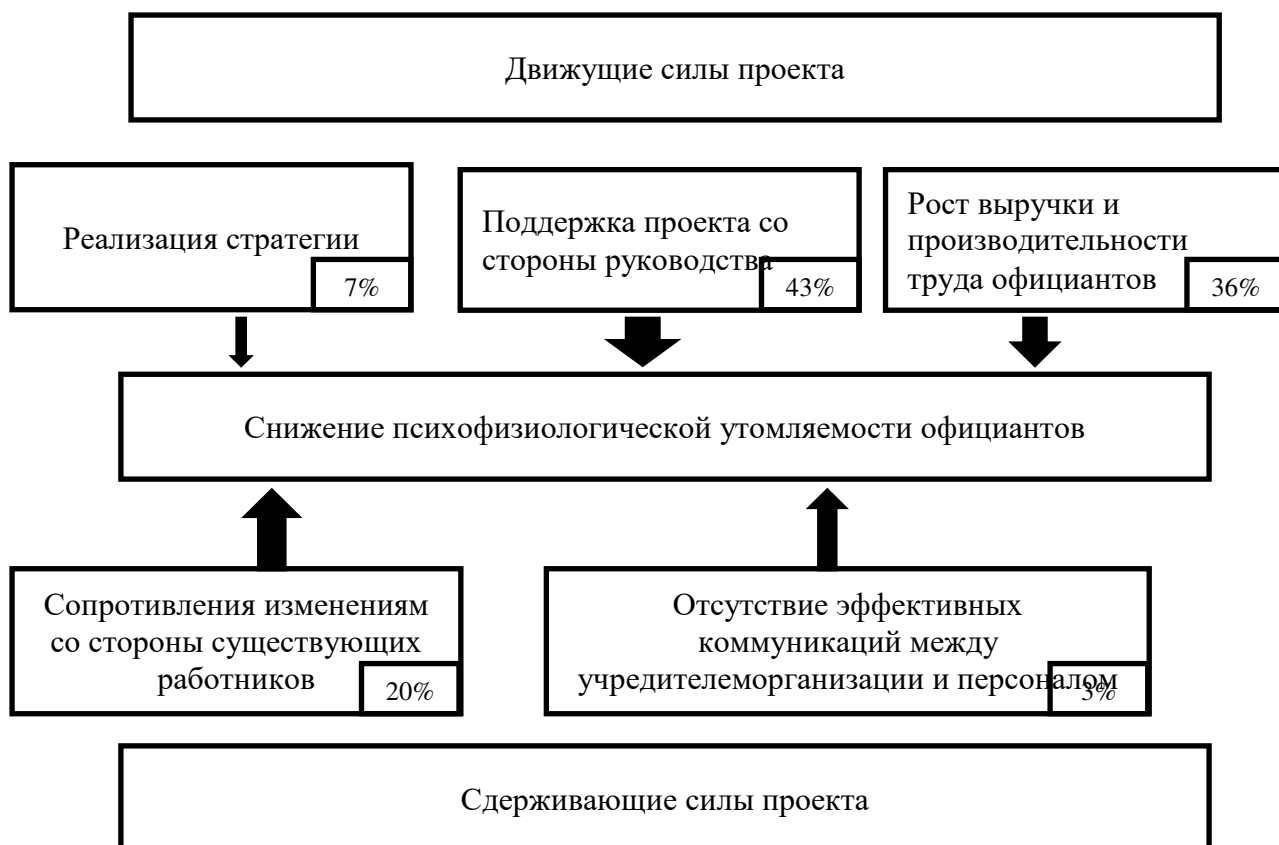 Движущие силы проекта
Реализация стратегии
7%
Поддержка проекта со
стороны руководства
43%
Рост выручки и
производительности
труда официантов
36%
Снижение психофизиологической утомляемости официантов
Сопротивления изменениям
со стороны существующих
работников
20%
Отсутствие эффективных
коммуникаций между
учредителеморганизации и персоналом
3%
Сдерживающие силы проекта